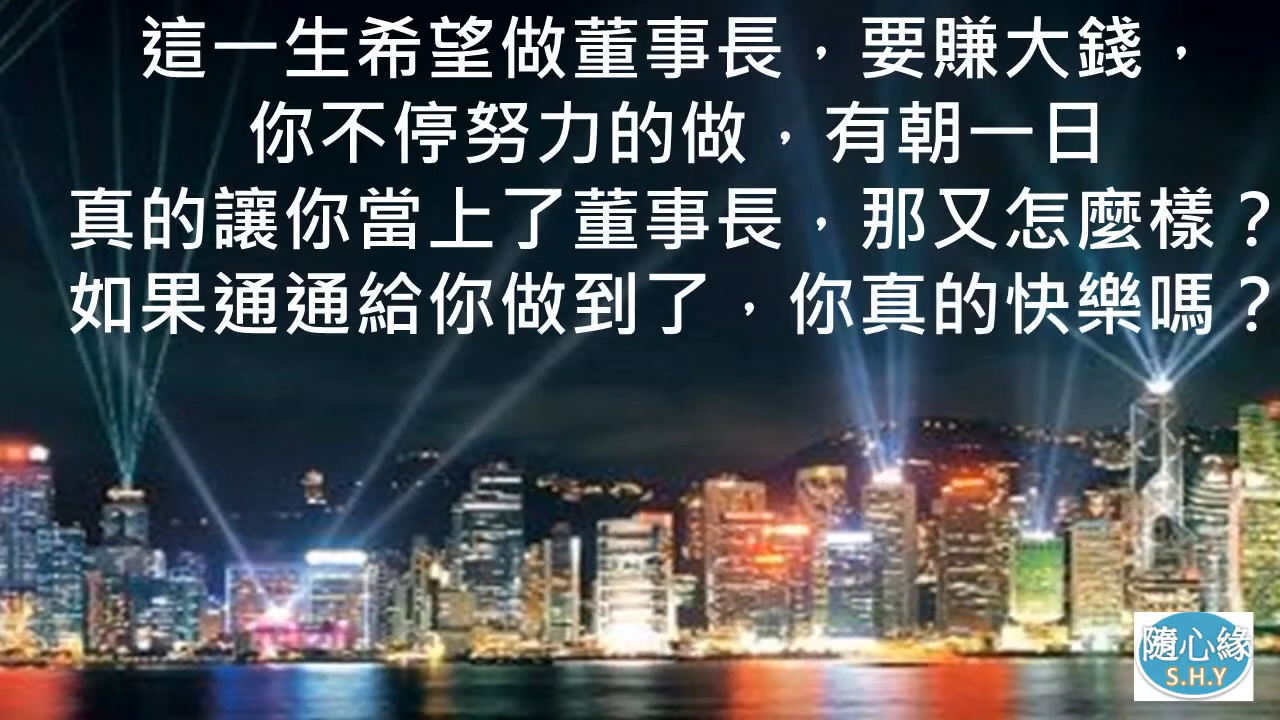 這一生希望做董事長，要賺大錢，
你不停努力的做，有朝一日
真的讓你當上了董事長，那又怎麼樣？
如果通通給你做到了，你真的快樂嗎？
隨心緣
S.H.Y